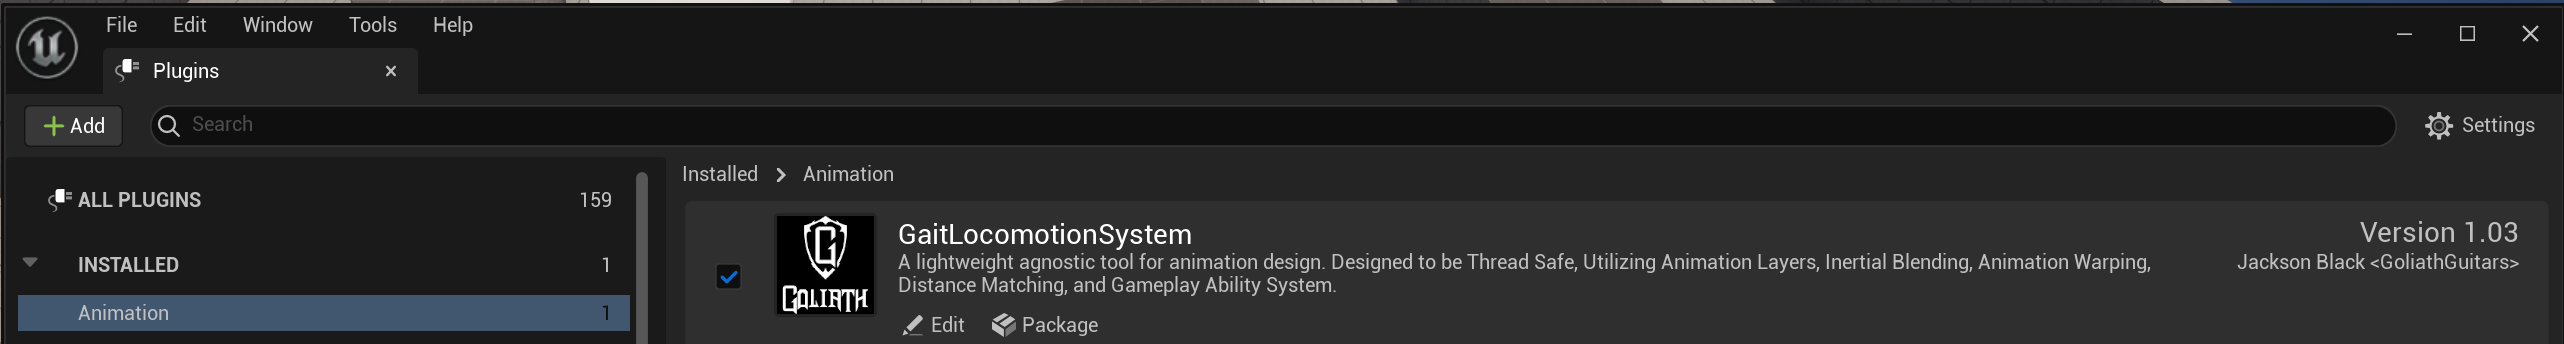 File Edit Window Tools Help
Plugins
Add
Search
Settings
ALL PLUGINS 159
INSTALLED 1
Animation 1
Installed > Animation
GOLIATH
GaitLocomotionSystem
A lightweight agnostic tool for animation design. Designed to be Thread Safe, Utilizing Animation Layers, Inertial Blending, Animation Warping,
Distance Matching, and Gameplay Ability System.
Version 1.03
Jackson Black <GoliathGuitars>
Edit
Package